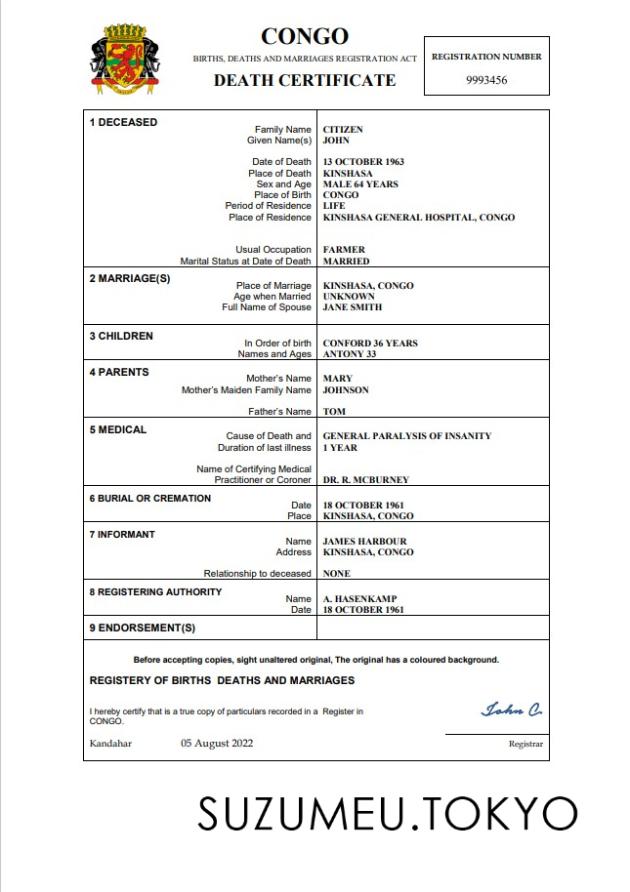 CONGO
BIRTHS, DEATHS AND MARRIAGES REGISTRATION ACT
DEATH CERTIFICATE
REGISTRATION NUMBER
9993456
1 DECEASED
Family Name CITIZEN
Given Name(s) JOHN
Date of Death 13 OCTOBER 1963
Place of Death KINSHASA
Sex and Age MALE 64 YEARS
Place of Birth CONGO
Period of Residence LIFE
Place of Residence KINSHASA GENERAL HOSPITAL, CONGO
Usual Occupation FARMER
Marital Status at Date of Death MARRIED
2 MARRIAGE(S)
Place of Marriage KINSHASA, CONGO
Age when Married UNKNOWN
Full Name of Spouse JANE SMITH
3 CHILDREN
In Order of birth CONFORD 36 YEARS
Names and Ages ANTONY 33
4 PARENTS
Mother's Name MARY
Mother's Maiden Family Name JOHNSON
Father's Name TOM
5 MEDICAL
Cause of Death and GENERAL PARALYSIS OF INSANITY
Duration of last illness 1 YEAR
Name of Certifying Medical
Practitioner or Coroner DR. R. MCBURNEY
6 BURIAL OR CREMATION
Date 18 OCTOBER 1961
Place KINSHASA, CONGO
7 INFORMANT
Name JAMES HARBOUR
Address KINSHASA, CONGO
Relationship to deceased NONE
8 REGISTERING AUTHORITY
Name A. HASENKAMP
Date 18 OCTOBER 1961
9 ENDORSEMENT(S)
Before accepting copies, sight unaltered original, The original has a coloured background.
REGISTERY OF BIRTHS DEATHS AND MARRIAGES
I hereby certify that is a true copy of particulars recorded in a Register in
CONGO.
John C.
Kandahar 05 August 2022 Registrar
SUZUMEU.TOKYO